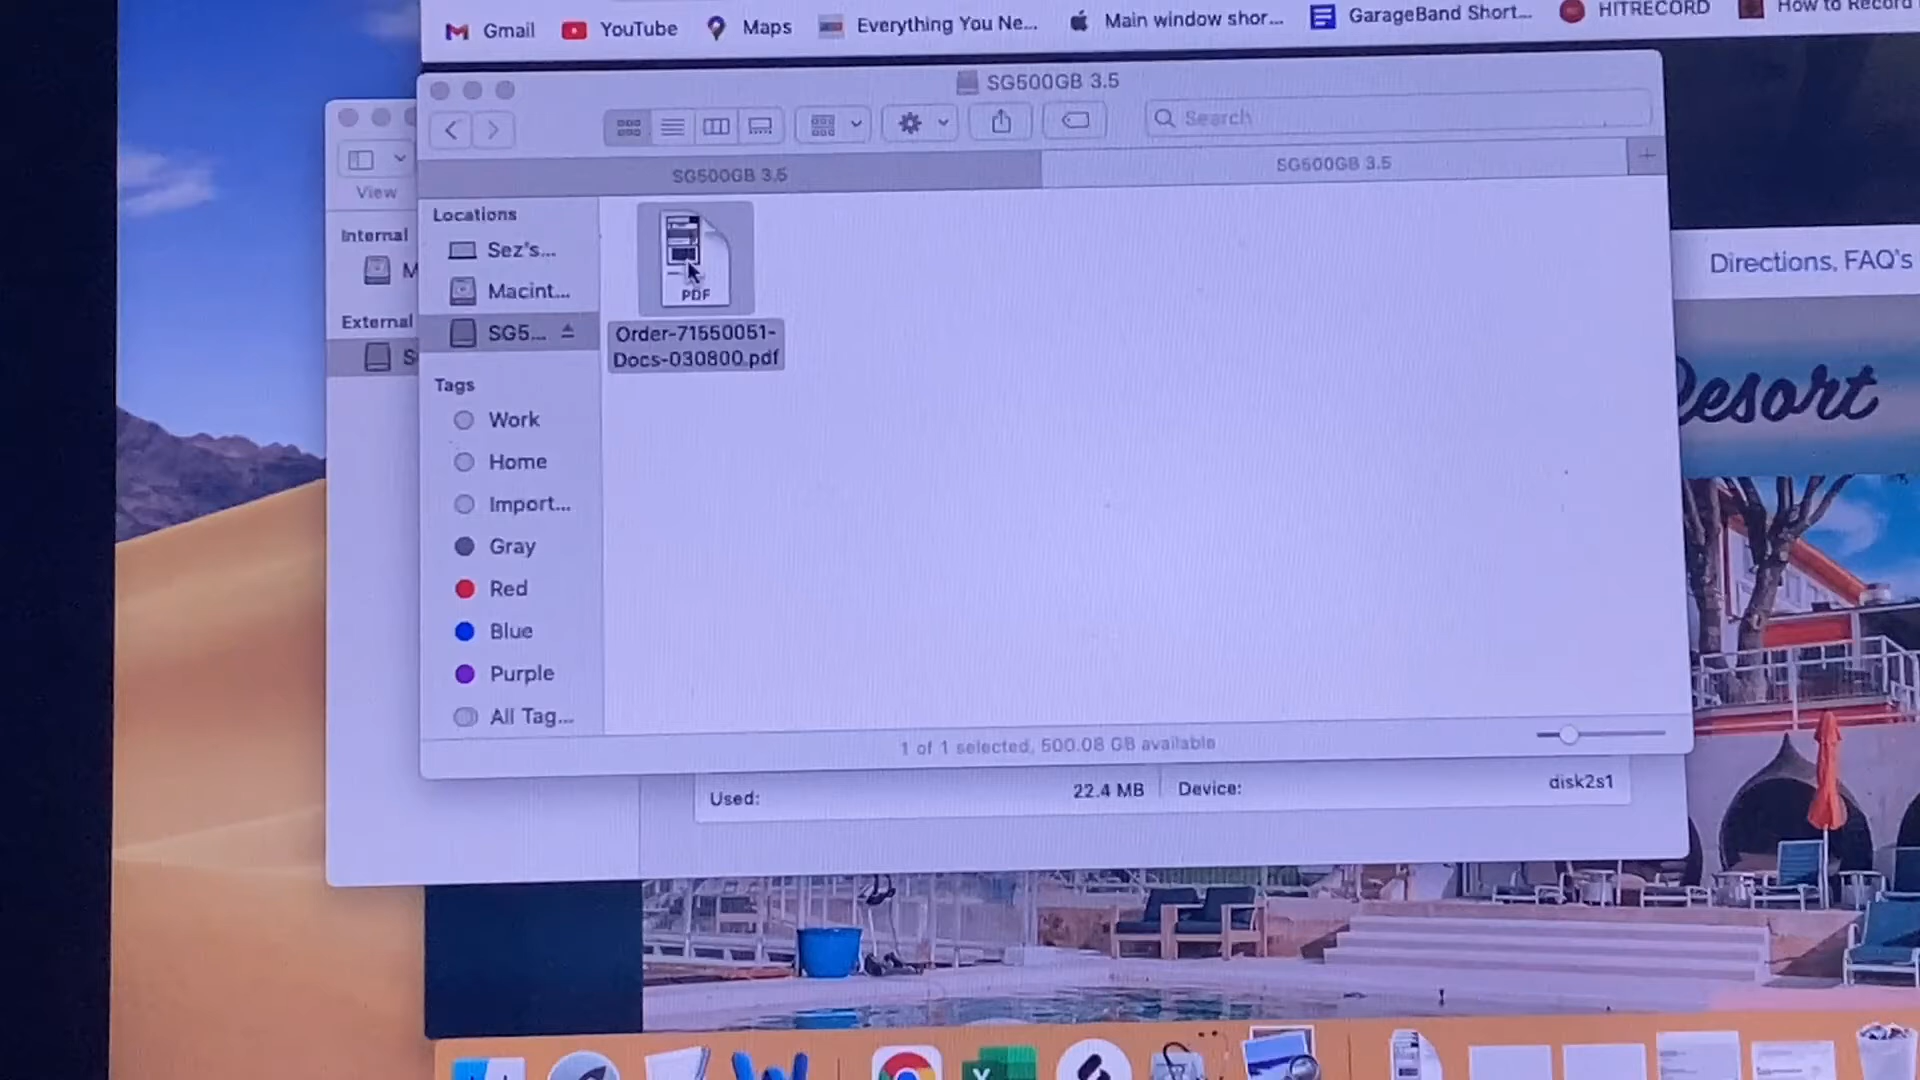 Gmail YouTube Maps Everything You Ne... Main window shor... GarageBand Short... HITRECORD How to Record
SG500GB 3.5
Search
SG500GB 3.5 SG500GB 3.5
View
Internal
M
External
S
Locations
Sez's...
Macint...
SG5...
Tags
Work
Home
Import...
Gray
Red
Blue
Purple
All Tag...
PDF
Order-71550051-
Docs-030800.pdf
1 of 1 selected, 500.08 GB available
Used: 22.4 MB Device: disk2s1
Directions, FAQ's
Resort